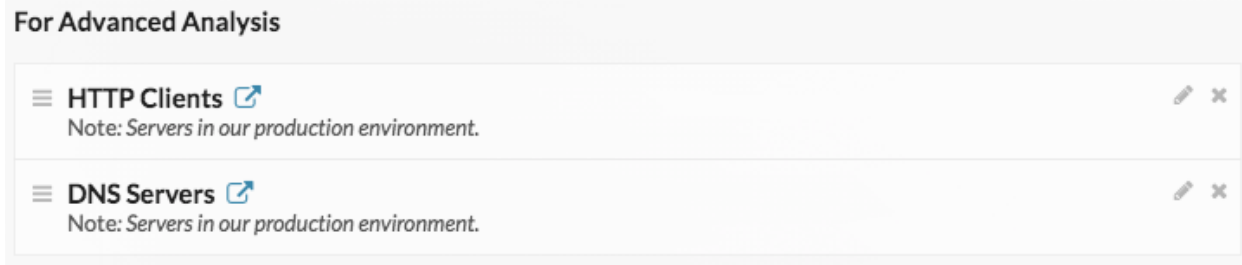 For Advanced Analysis
HTTP Clients
Note: Servers in our production environment.
DNS Servers
Note: Servers in our production environment.